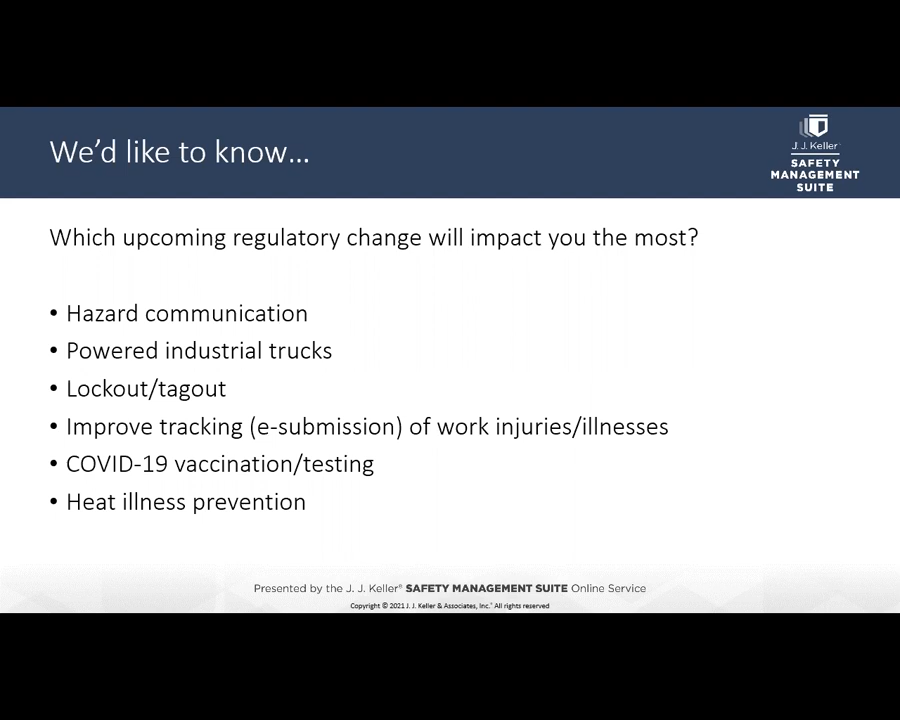 We'd like to know...
J. J. Keller
SAFETY
MANAGEMENT
SUITE
Which upcoming regulatory change will impact you the most?
• Hazard communication
• Powered industrial trucks
• Lockout/tagout
• Improve tracking (e-submission) of work injuries/illnesses
• COVID-19 vaccination/testing
• Heat illness prevention
Presented by the J. J. Keller® SAFETY MANAGEMENT SUITE Online Service
Copyright © 2021 J. J. Keller & Associates, Inc.® All rights reserved